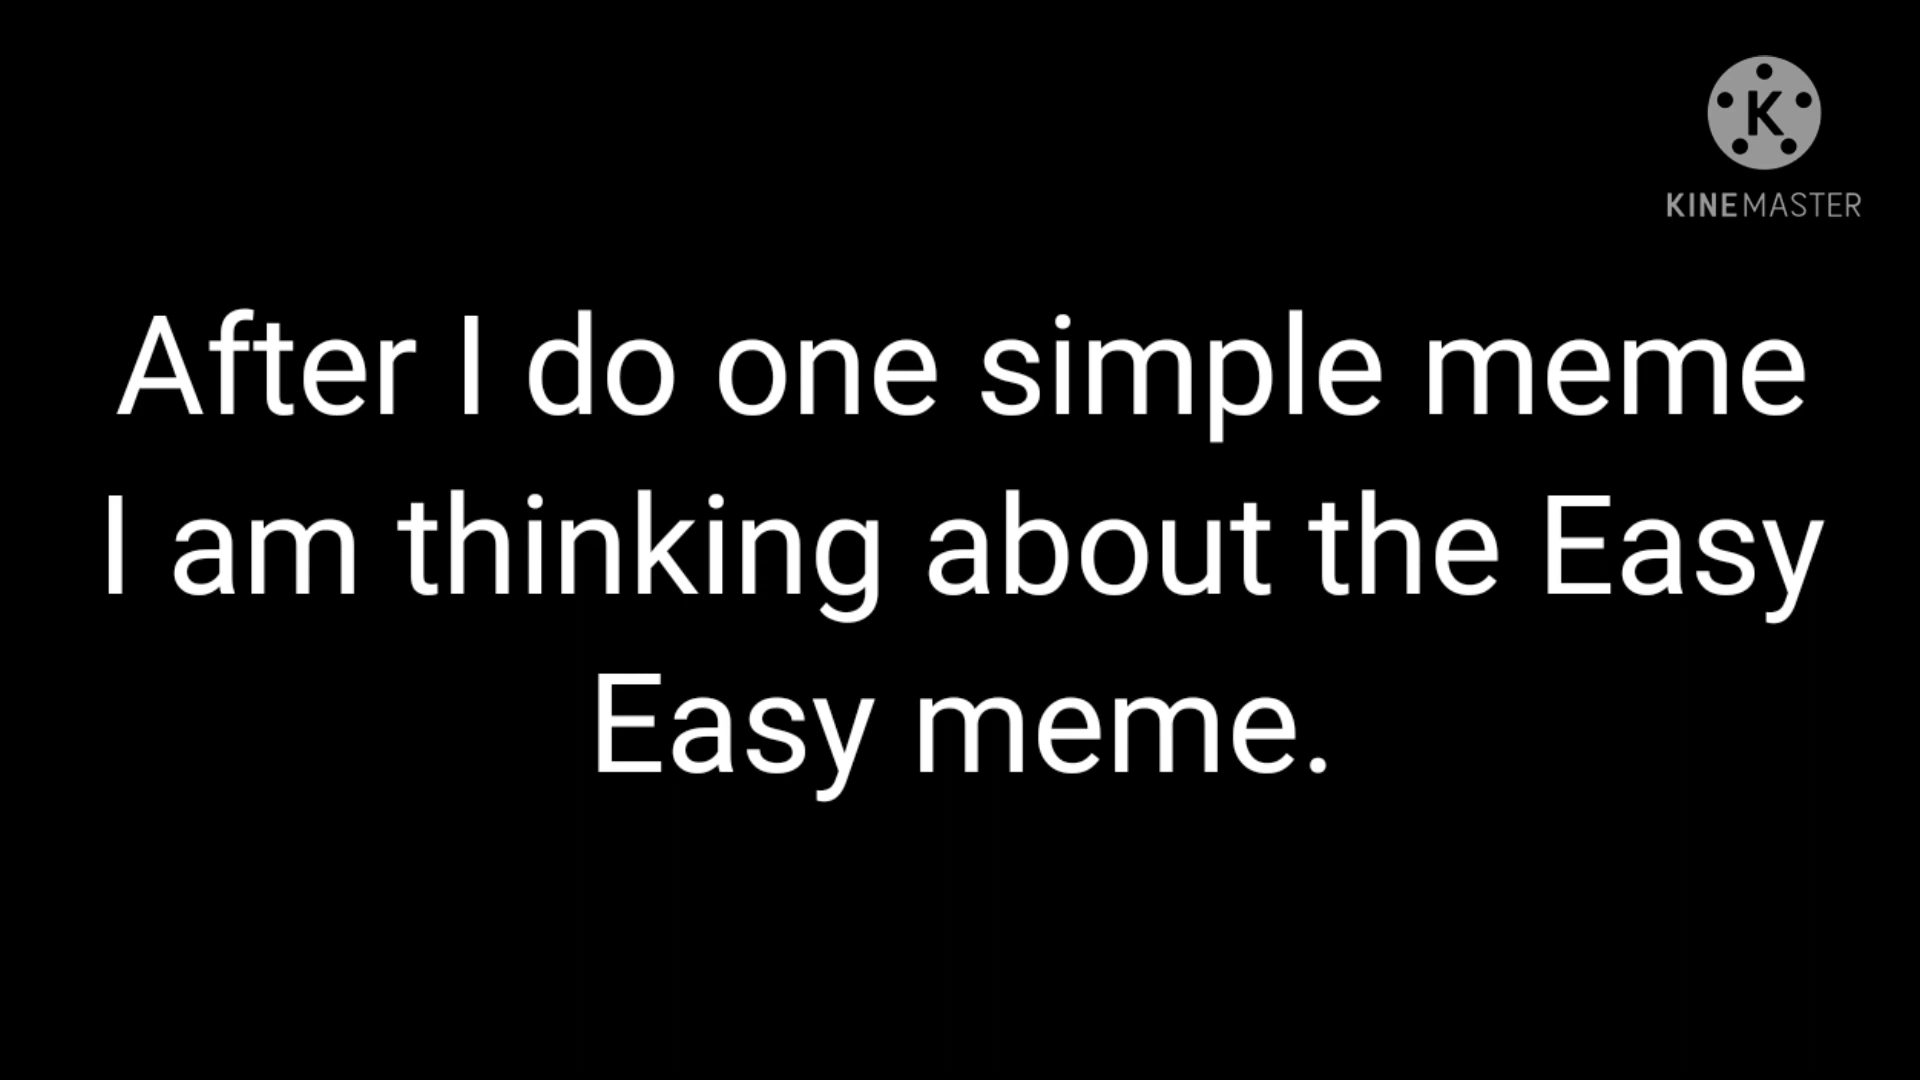 K
KINEMASTER
After I do one simple meme
I am thinking about the Easy
Easy meme.